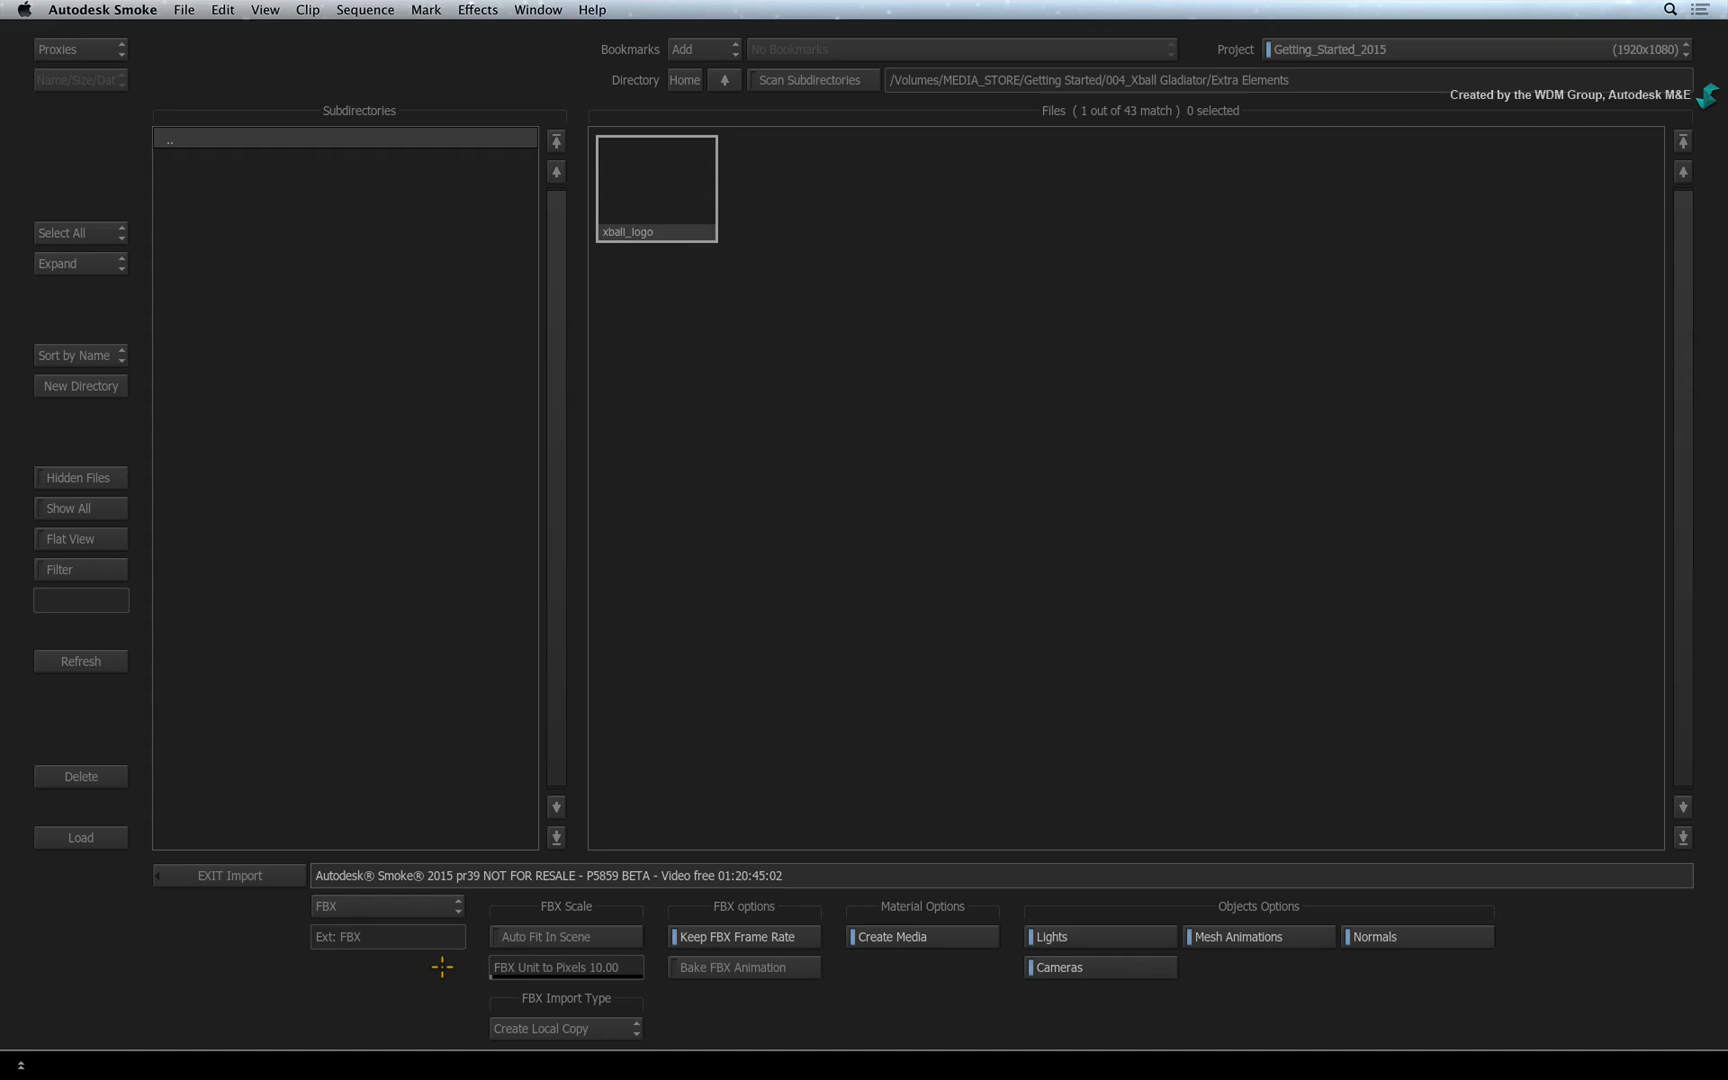 Autodesk Smoke File Edit View Clip Sequence Mark Effects Window Help
Proxies Bookmarks Add No Bookmarks Project Getting_Started_2015 (1920x1080)
Name/Size/Dat Directory Home Scan Subdirectories /Volumes/MEDIA_STORE/Getting Started/004_Xball Gladiator/Extra Elements
Created by the WDM Group, Autodesk M&E
Subdirectories Files ( 1 out of 43 match ) 0 selected
..
xball_logo
Select All
Expand
Sort by Name
New Directory
Hidden Files
Show All
Flat View
Filter
Refresh
Delete
Load
EXIT Import Autodesk® Smoke® 2015 pr39 NOT FOR RESALE - P5859 BETA - Video free 01:20:45:02
FBX FBX Scale FBX options Material Options Objects Options
Ext: FBX Auto Fit In Scene Keep FBX Frame Rate Create Media Lights Mesh Animations Normals
FBX Unit to Pixels 10.00 Bake FBX Animation Cameras
FBX Import Type
Create Local Copy